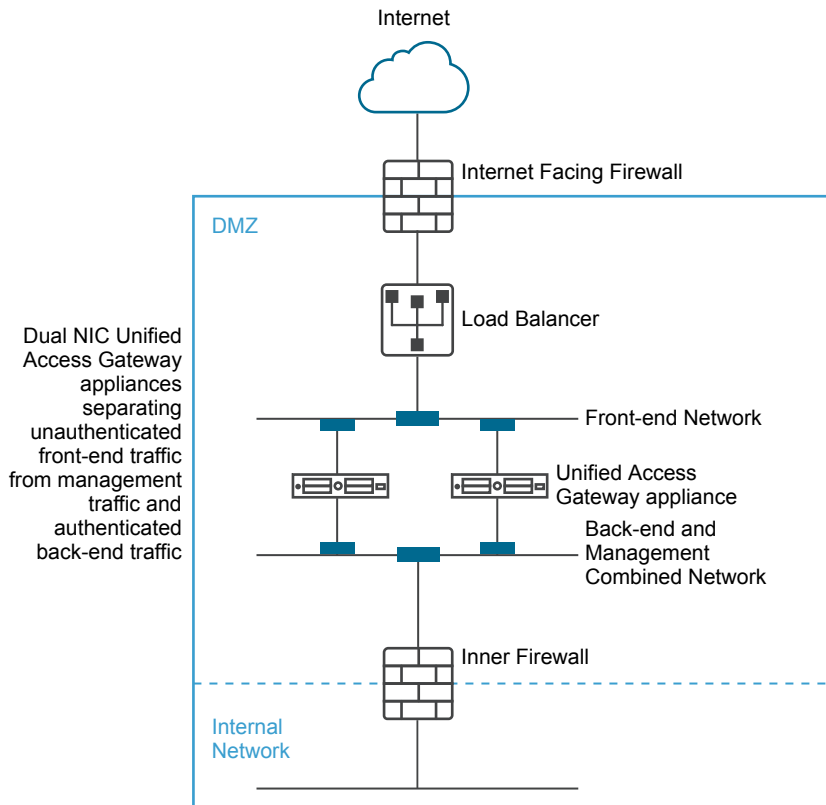 Internet
Internet Facing Firewall
DMZ
Load Balancer
Dual NIC Unified
Access Gateway
appliances
separating
unauthenticated
front-end traffic
from management
traffic and
authenticated
back-end traffic
Front-end Network
Unified Access
Gateway appliance
Back-end and
Management
Combined Network
Inner Firewall
Internal
Network